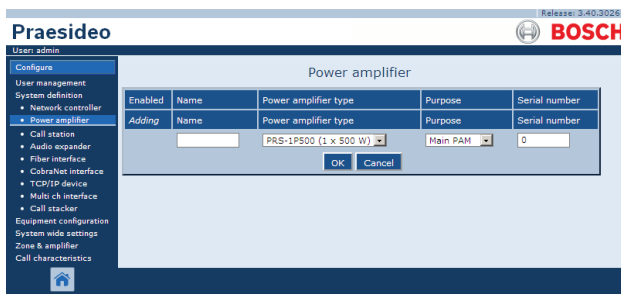 Release: 3.40.3026
Praesideo
BOSCH
User: admin
Configure
User management
System definition
• Network controller
• Power amplifier
• Call station
• Audio expander
• Fiber interface
• CobraNet interface
• TCP/IP device
• Multi ch interface
• Call stacker
Equipment configuration
System wide settings
Zone & amplifier
Call characteristics
Power amplifier
Enabled Name Power amplifier type Purpose Serial number
Adding Name Power amplifier type Purpose Serial number
PRS-1P500 (1 x 500 W) Main PAM 0
OK Cancel